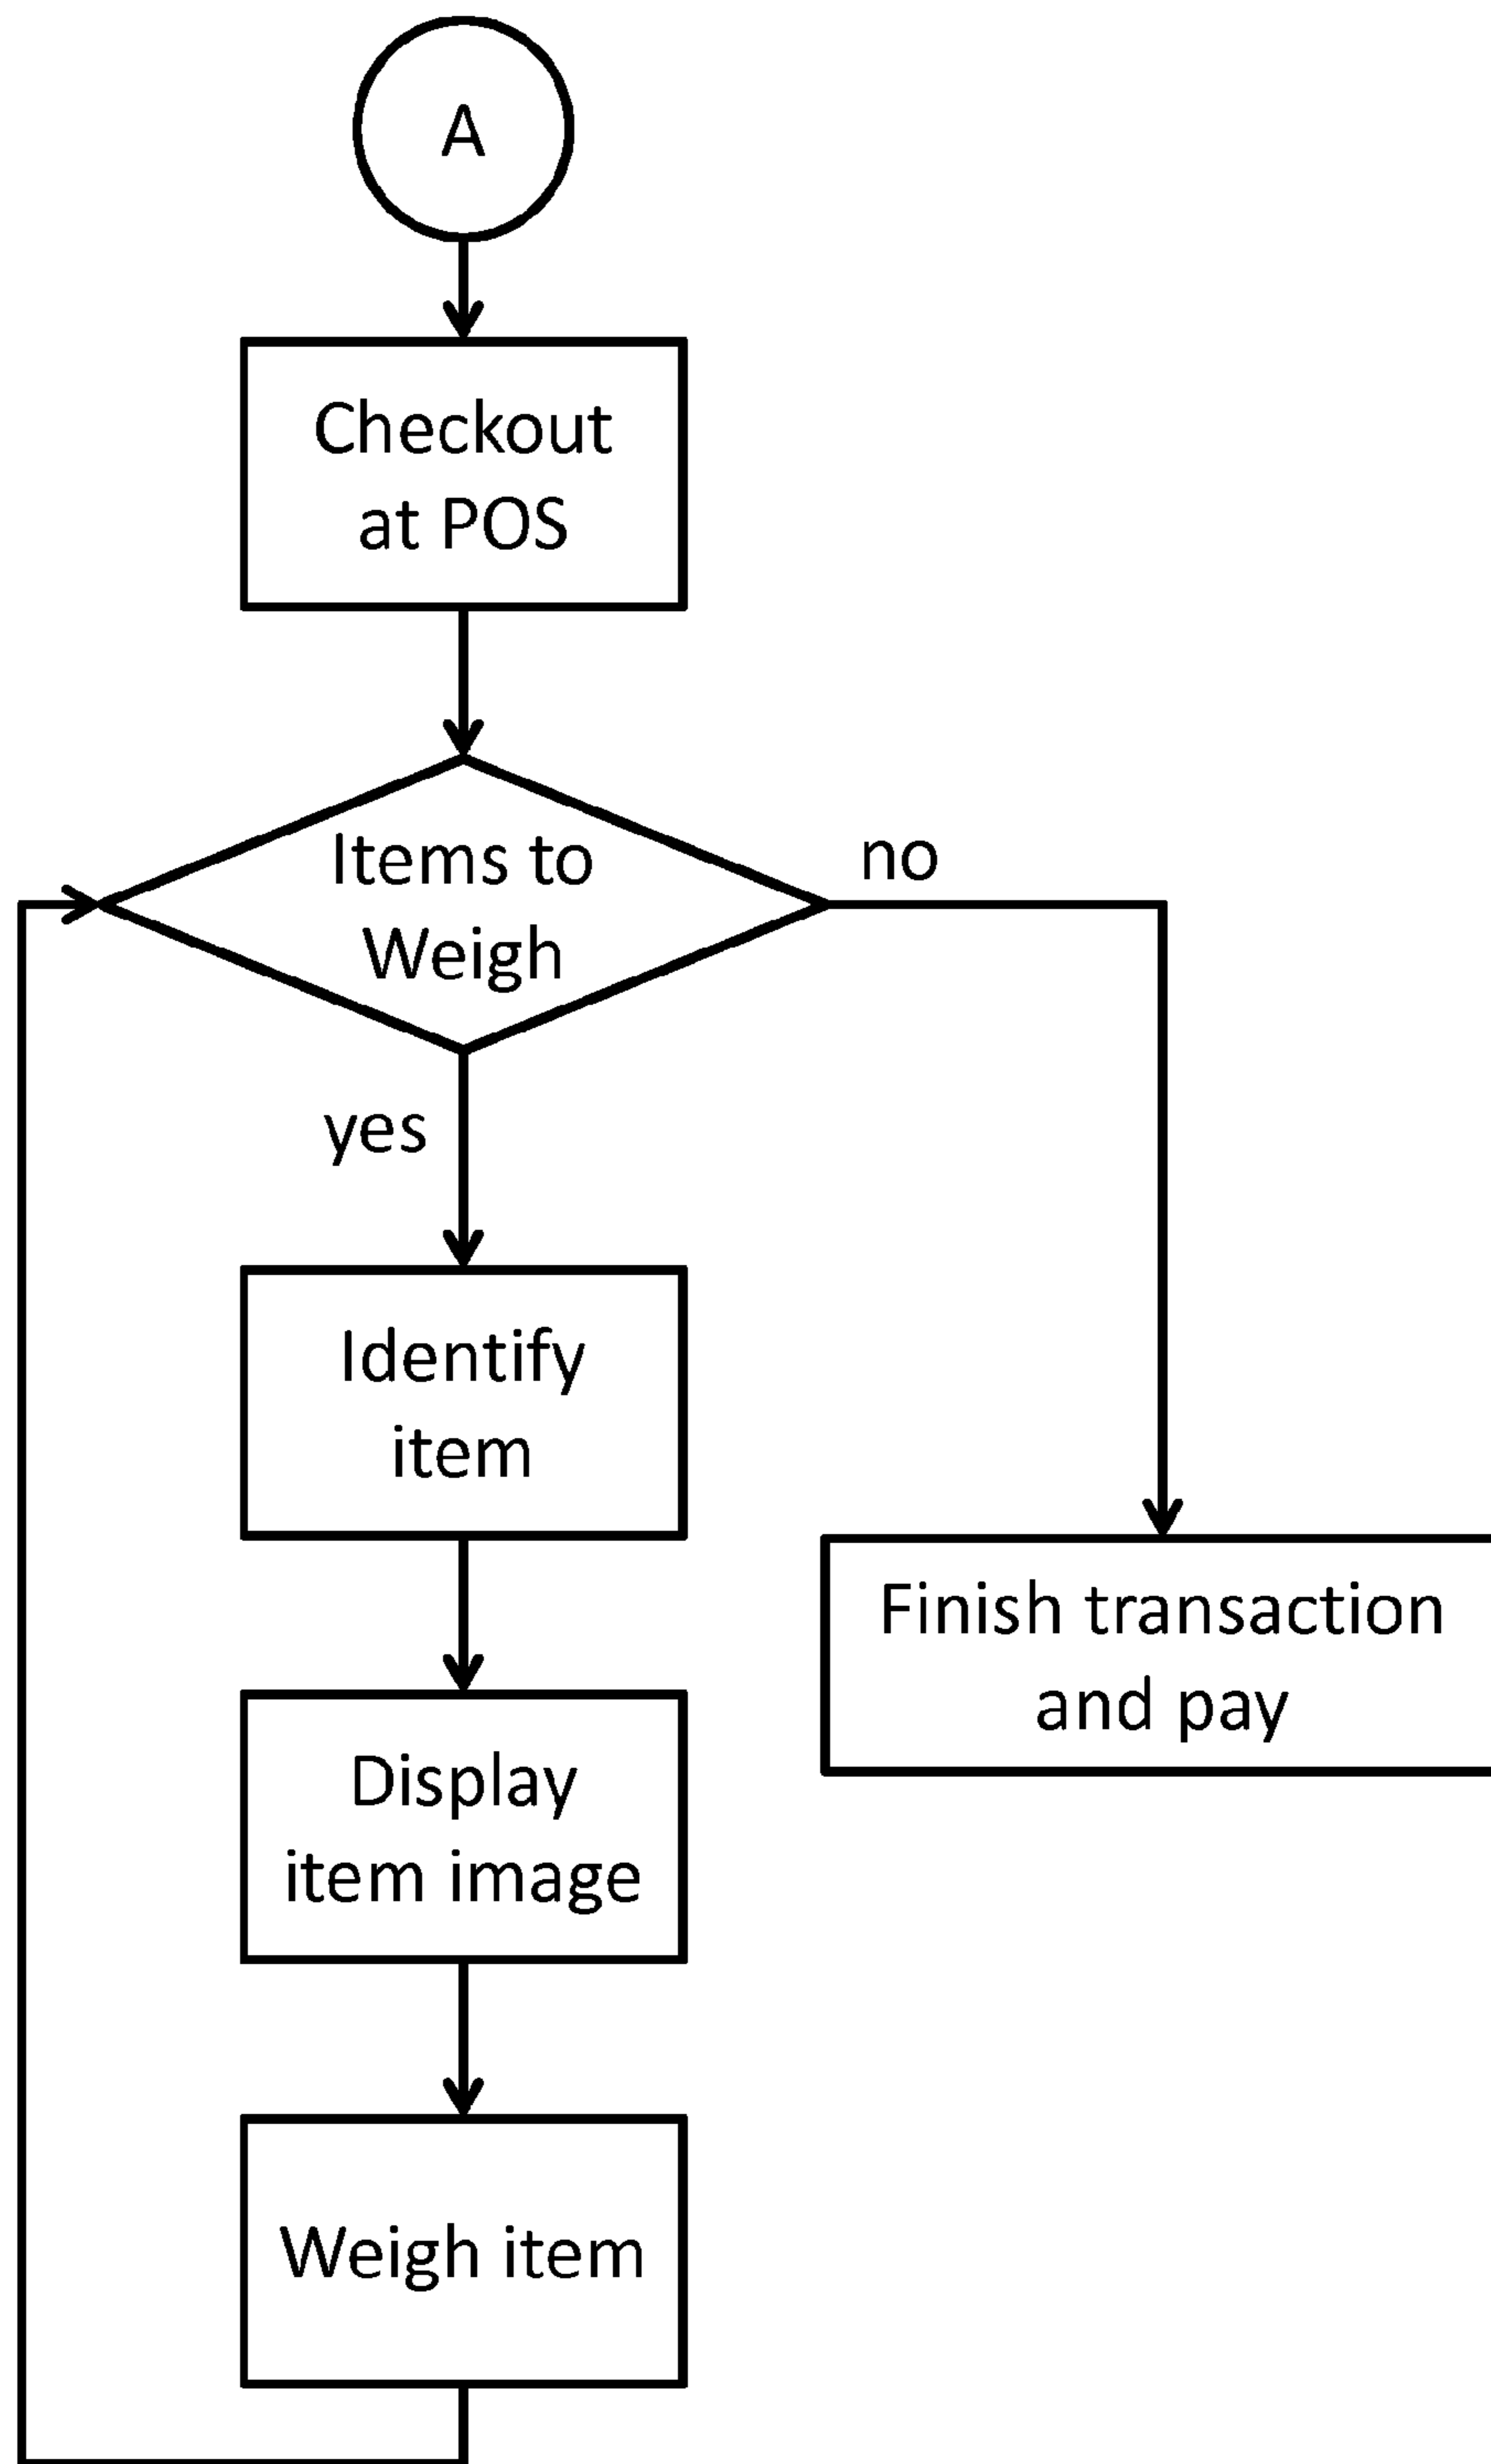 A
Checkout
at POS
Items to
Weigh
no
yes
Identify
item
Finish transaction
and pay
Display
item image
Weigh item